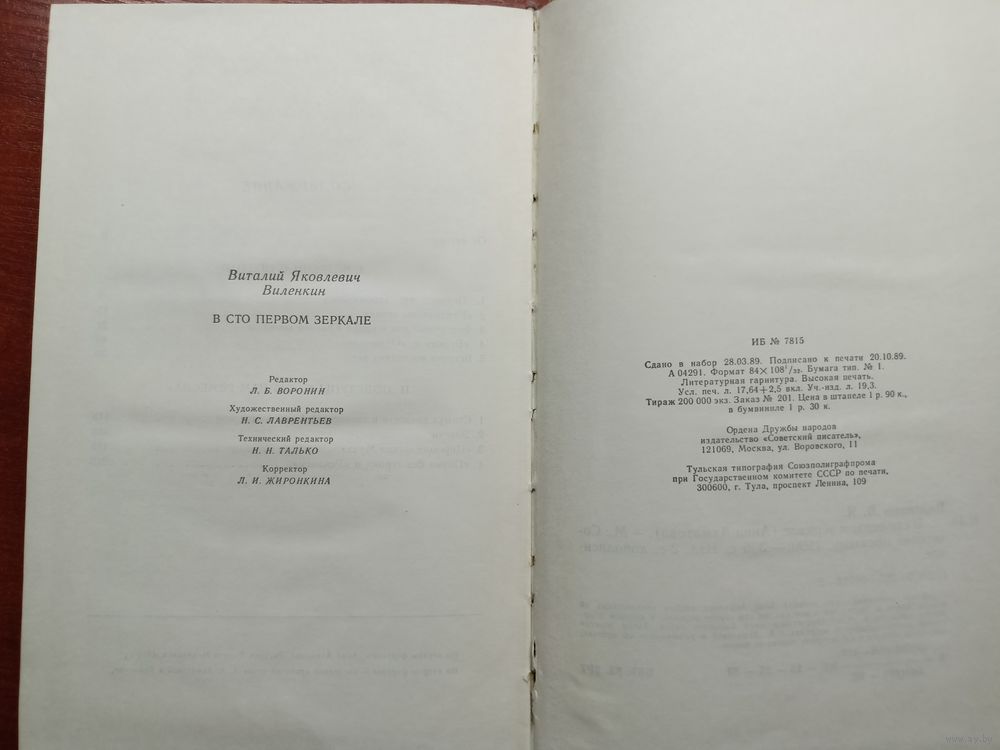 Виталий Яковлевич
Виленкин
В СТО ПЕРВОМ ЗЕРКАЛЕ
Редактор
Л. Б. ВОРОНИН
Художественный редактор
Н. С. ЛАВРЕНТЬЕВ
Технический редактор
Н. Н. ТАЛЬКО
Корректор
Л. И. ЖИРОНКИНА
ИБ № 7815
Сдано в набор 28.03.89. Подписано к печати 20.10.89.
А 04291. Формат 84×108¹/₃₂. Бумага тип. № 1.
Литературная гарнитура. Высокая печать.
Усл. печ. л. 17,64+2,5 вкл. Уч.-изд. л. 19,3.
Тираж 200 000 экз. Заказ № 201. Цена в штапеле 1 р. 90 к.,
в бумвиниле 1 р. 30 к.
Ордена Дружбы народов
издательство «Советский писатель»,
121069, Москва, ул. Воровского, 11
Тульская типография Союзполиграфпрома
при Государственном комитете СССР по печати,
300600, г. Тула, проспект Ленина, 109
www.ay.by